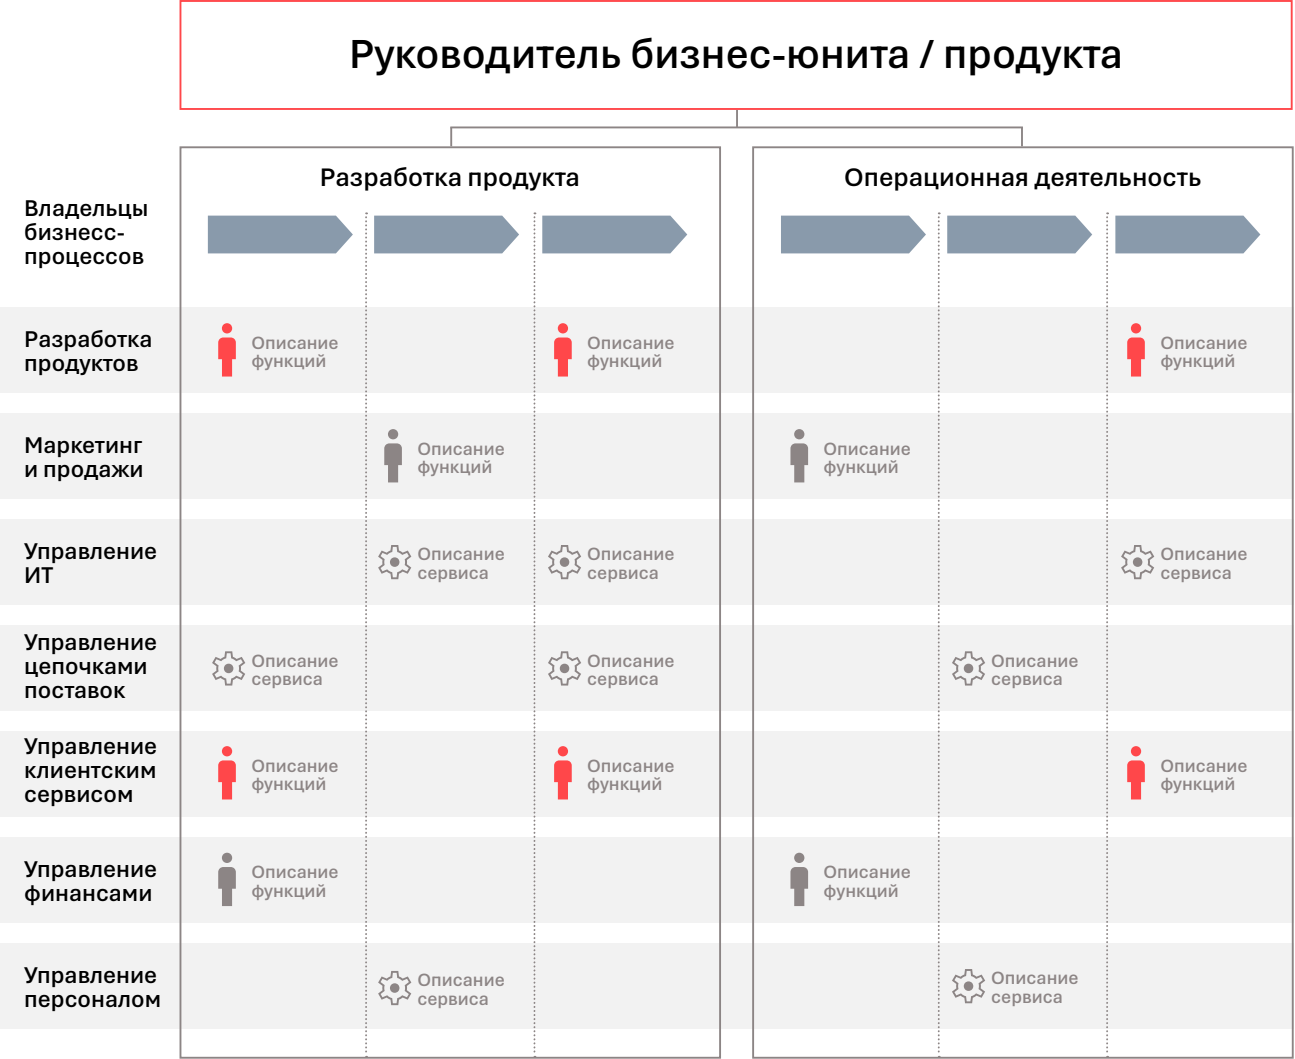 Руководитель бизнес-юнита / продукта
Разработка продукта
Операционная деятельность
Владельцы
бизнесс-
процессов
Разработка
продуктов
Описание
функций
Описание
функций
Описание
функций
Маркетинг
и продажи
Описание
функций
Описание
функций
Управление
ИТ
Описание
сервиса
Описание
сервиса
Описание
сервиса
Управление
цепочками
поставок
Описание
сервиса
Описание
сервиса
Описание
сервиса
Управление
клиентским
сервисом
Описание
функций
Описание
функций
Описание
функций
Управление
финансами
Описание
функций
Описание
функций
Управление
персоналом
Описание
сервиса
Описание
сервиса